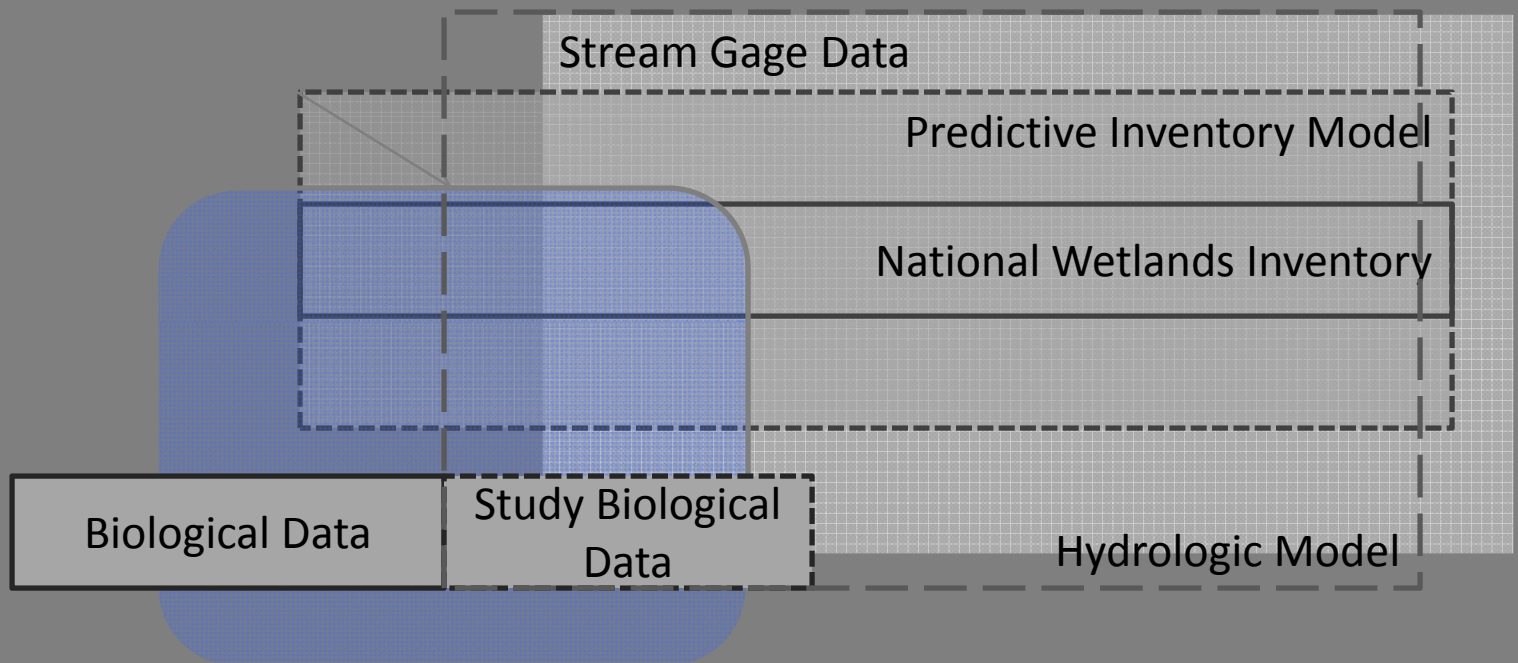 Stream Gage Data
Predictive Inventory Model
National Wetlands Inventory
Biological Data
Study Biological
Data
Hydrologic Model